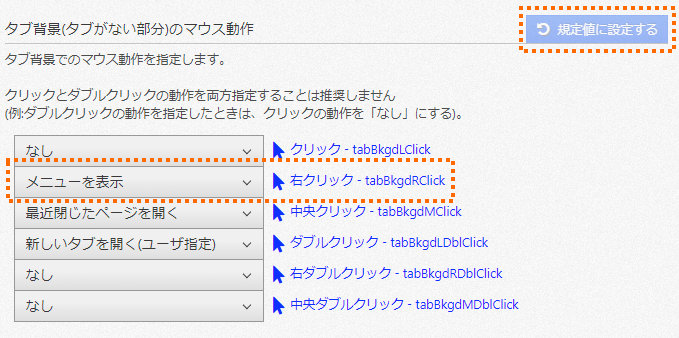 タブ背景(タブがない部分)のマウス動作
規定値に設定する
タブ背景でのマウス動作を指定します。
クリックとダブルクリックの動作を両方指定することは推奨しません
(例:ダブルクリックの動作を指定したときは、クリックの動作を「なし」にする)。
なし クリック - tabBkgdLClick
メニューを表示 右クリック - tabBkgdRClick
最近閉じたページを開く 中央クリック - tabBkgdMClick
新しいタブを開く(ユーザ指定) ダブルクリック - tabBkgdLDblClick
なし 右ダブルクリック - tabBkgdRDblClick
なし 中央ダブルクリック - tabBkgdMDblClick